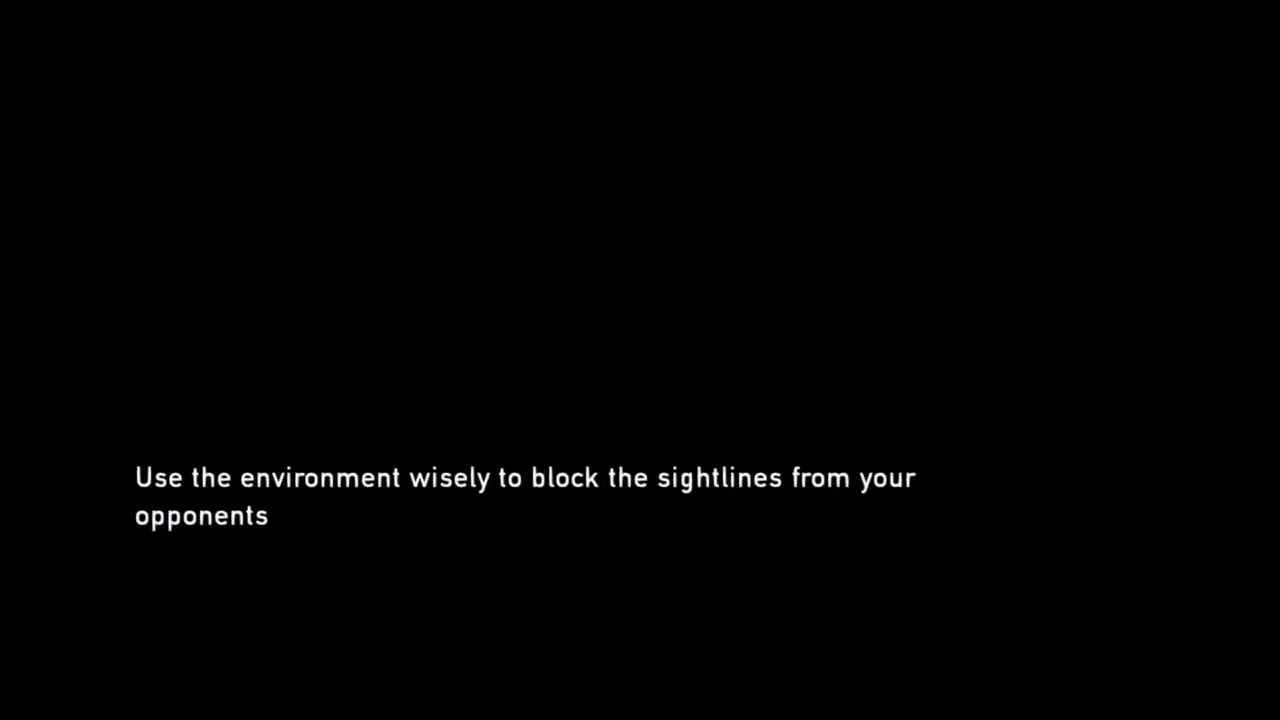 Use the environment wisely to block the sightlines from your
opponents